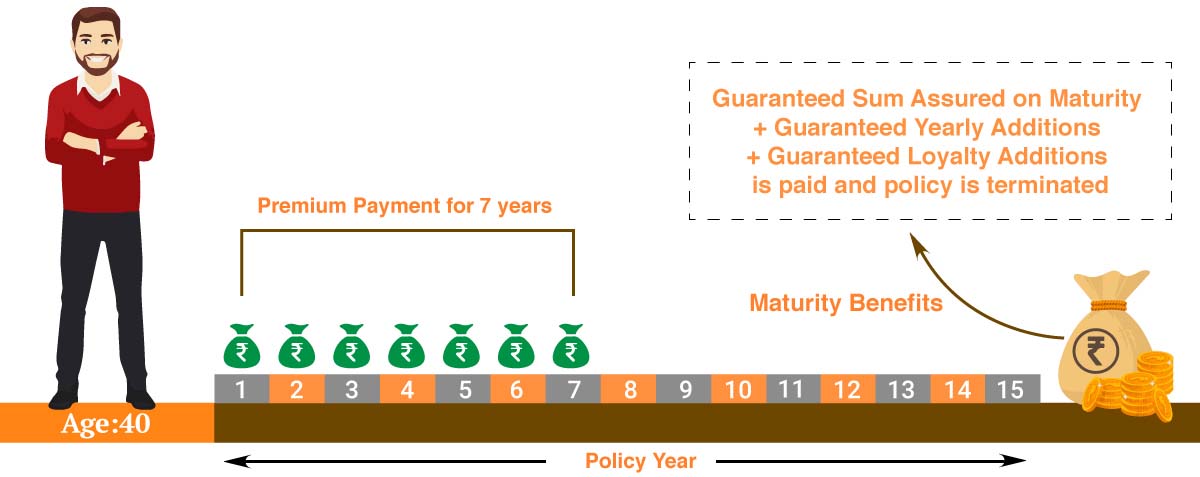 Guaranteed Sum Assured on Maturity
+ Guaranteed Yearly Additions
+ Guaranteed Loyalty Additions
is paid and policy is terminated
Premium Payment for 7 years
Maturity Benefits
₹ ₹ ₹ ₹ ₹ ₹ ₹ ₹
1 2 3 4 5 6 7 8 9 10 11 12 13 14 15
Age:40
Policy Year